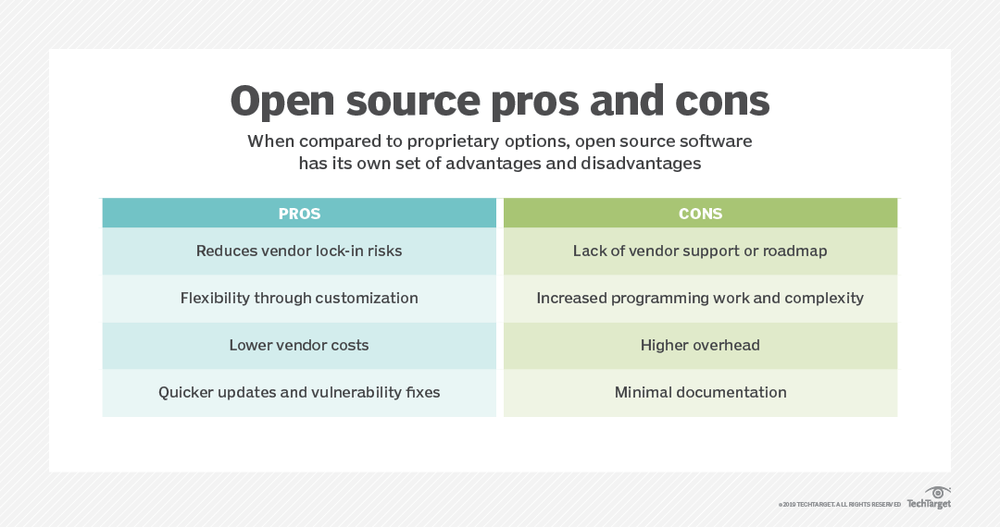 Open source pros and cons
When compared to proprietary options, open source software
has its own set of advantages and disadvantages
PROS
CONS
Reduces vendor lock-in risks
Lack of vendor support or roadmap
Flexibility through customization
Increased programming work and complexity
Lower vendor costs
Higher overhead
Quicker updates and vulnerability fixes
Minimal documentation
©2019 TECHTARGET. ALL RIGHTS RESERVED
TechTarget